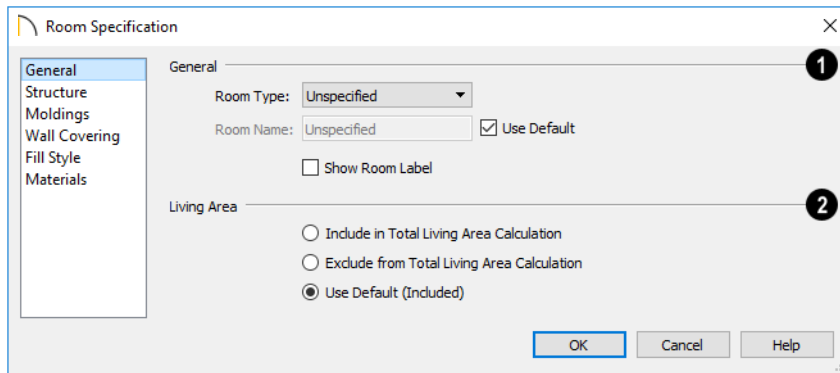 Room Specification
General
Structure
Moldings
Wall Covering
Fill Style
Materials
General
1
Room Type: Unspecified
Room Name: Unspecified Use Default
Show Room Label
Living Area
2
Include in Total Living Area Calculation
Exclude from Total Living Area Calculation
Use Default (Included)
OK Cancel Help